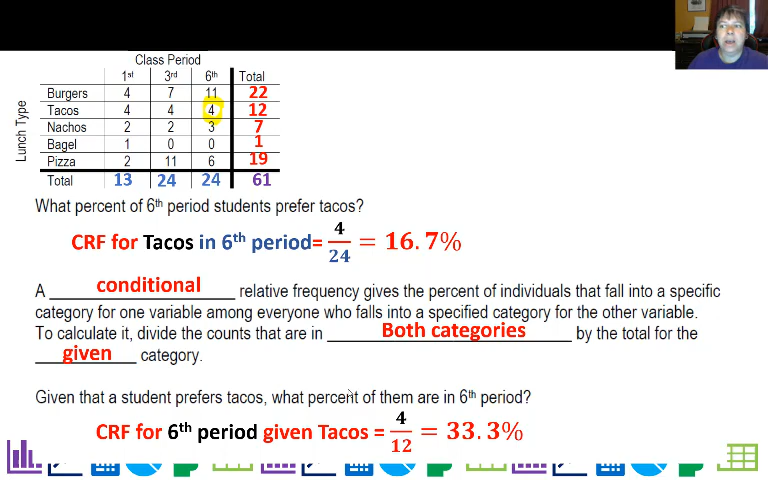 Class Period
1st 3rd 6th Total
Lunch Type
Burgers 4 7 11 22
Tacos 4 4 4 12
Nachos 2 2 3 7
Bagel 1 0 0 1
Pizza 2 11 6 19
Total 13 24 24 61
What percent of 6th period students prefer tacos?
CRF for Tacos in 6th period= 4/24 = 16.7%
A conditional relative frequency gives the percent of individuals that fall into a specific
category for one variable among everyone who falls into a specified category for the other variable.
To calculate it, divide the counts that are in Both categories by the total for the
given category.
Given that a student prefers tacos, what percent of them are in 6th period?
CRF for 6th period given Tacos = 4/12 = 33.3%